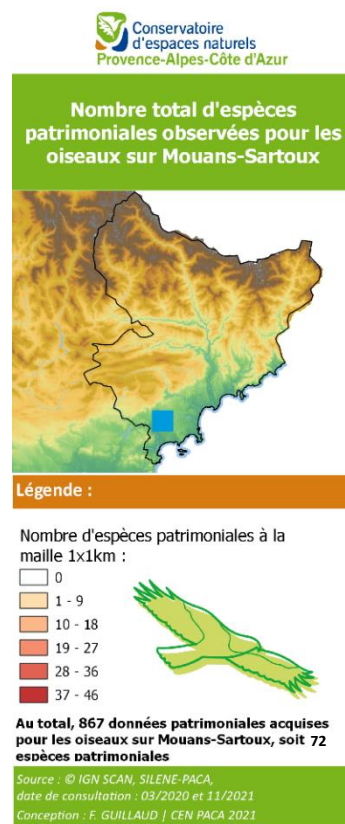 Conservatoire
d'espaces naturels
Provence-Alpes-Côte d'Azur
Nombre total d'espèces
patrimoniales observées pour les
oiseaux sur Mouans-Sartoux
Légende :
Nombre d'espèces patrimoniales à la
maille 1x1km :
0
1 - 9
10 - 18
19 - 27
28 - 36
37 - 46
Au total, 867 données patrimoniales acquises
pour les oiseaux sur Mouans-Sartoux, soit 72
espèces patrimoniales
Source : © IGN SCAN, SILENE-PACA,
date de consultation : 03/2020 et 11/2021
Conception : F. GUILLAUD | CEN PACA 2021